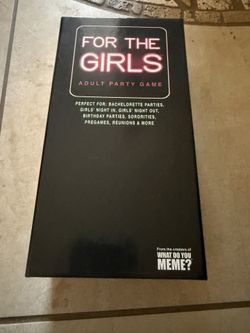 FOR THE
GIRLS
ADULT PARTY GAME
PERFECT FOR: BACHELORETTE PARTIES,
GIRLS' NIGHT IN, GIRLS' NIGHT OUT,
BIRTHDAY PARTIES, SORORITIES,
PREGAMES, REUNIONS & MORE
From the creators of
WHAT DO YOU
MEME?